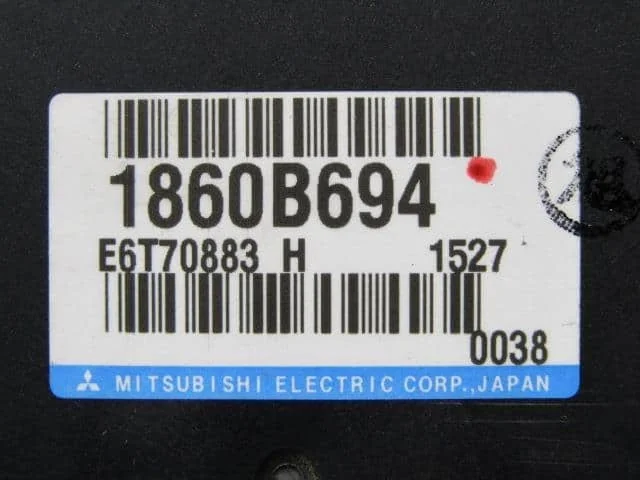 1860B694
E6T70883 H 1527
0038
MITSUBISHI ELECTRIC CORP.,JAPAN